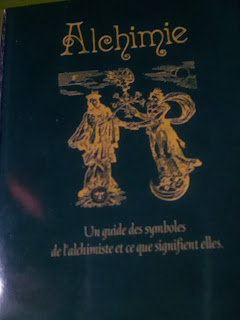 Alchimie
Un guide des symboles
de l'alchimiste et ce que signifient elles.